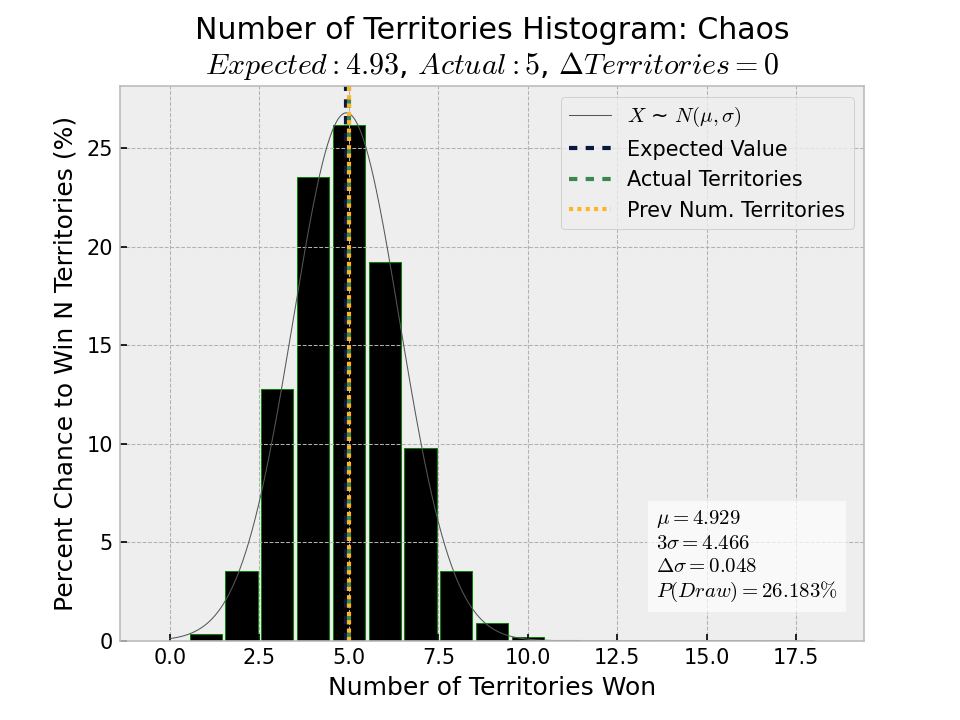 Number of Territories Histogram: Chaos
Expected : 4.93, Actual : 5, ΔTerritories = 0
Percent Chance to Win N Territories (%)
X ~ N(μ, σ)
Expected Value
Actual Territories
Prev Num. Territories
25
20
15
10
5
0
μ = 4.929
3σ = 4.466
Δσ = 0.048
P(Draw) = 26.183%
0.0 2.5 5.0 7.5 10.0 12.5 15.0 17.5
Number of Territories Won